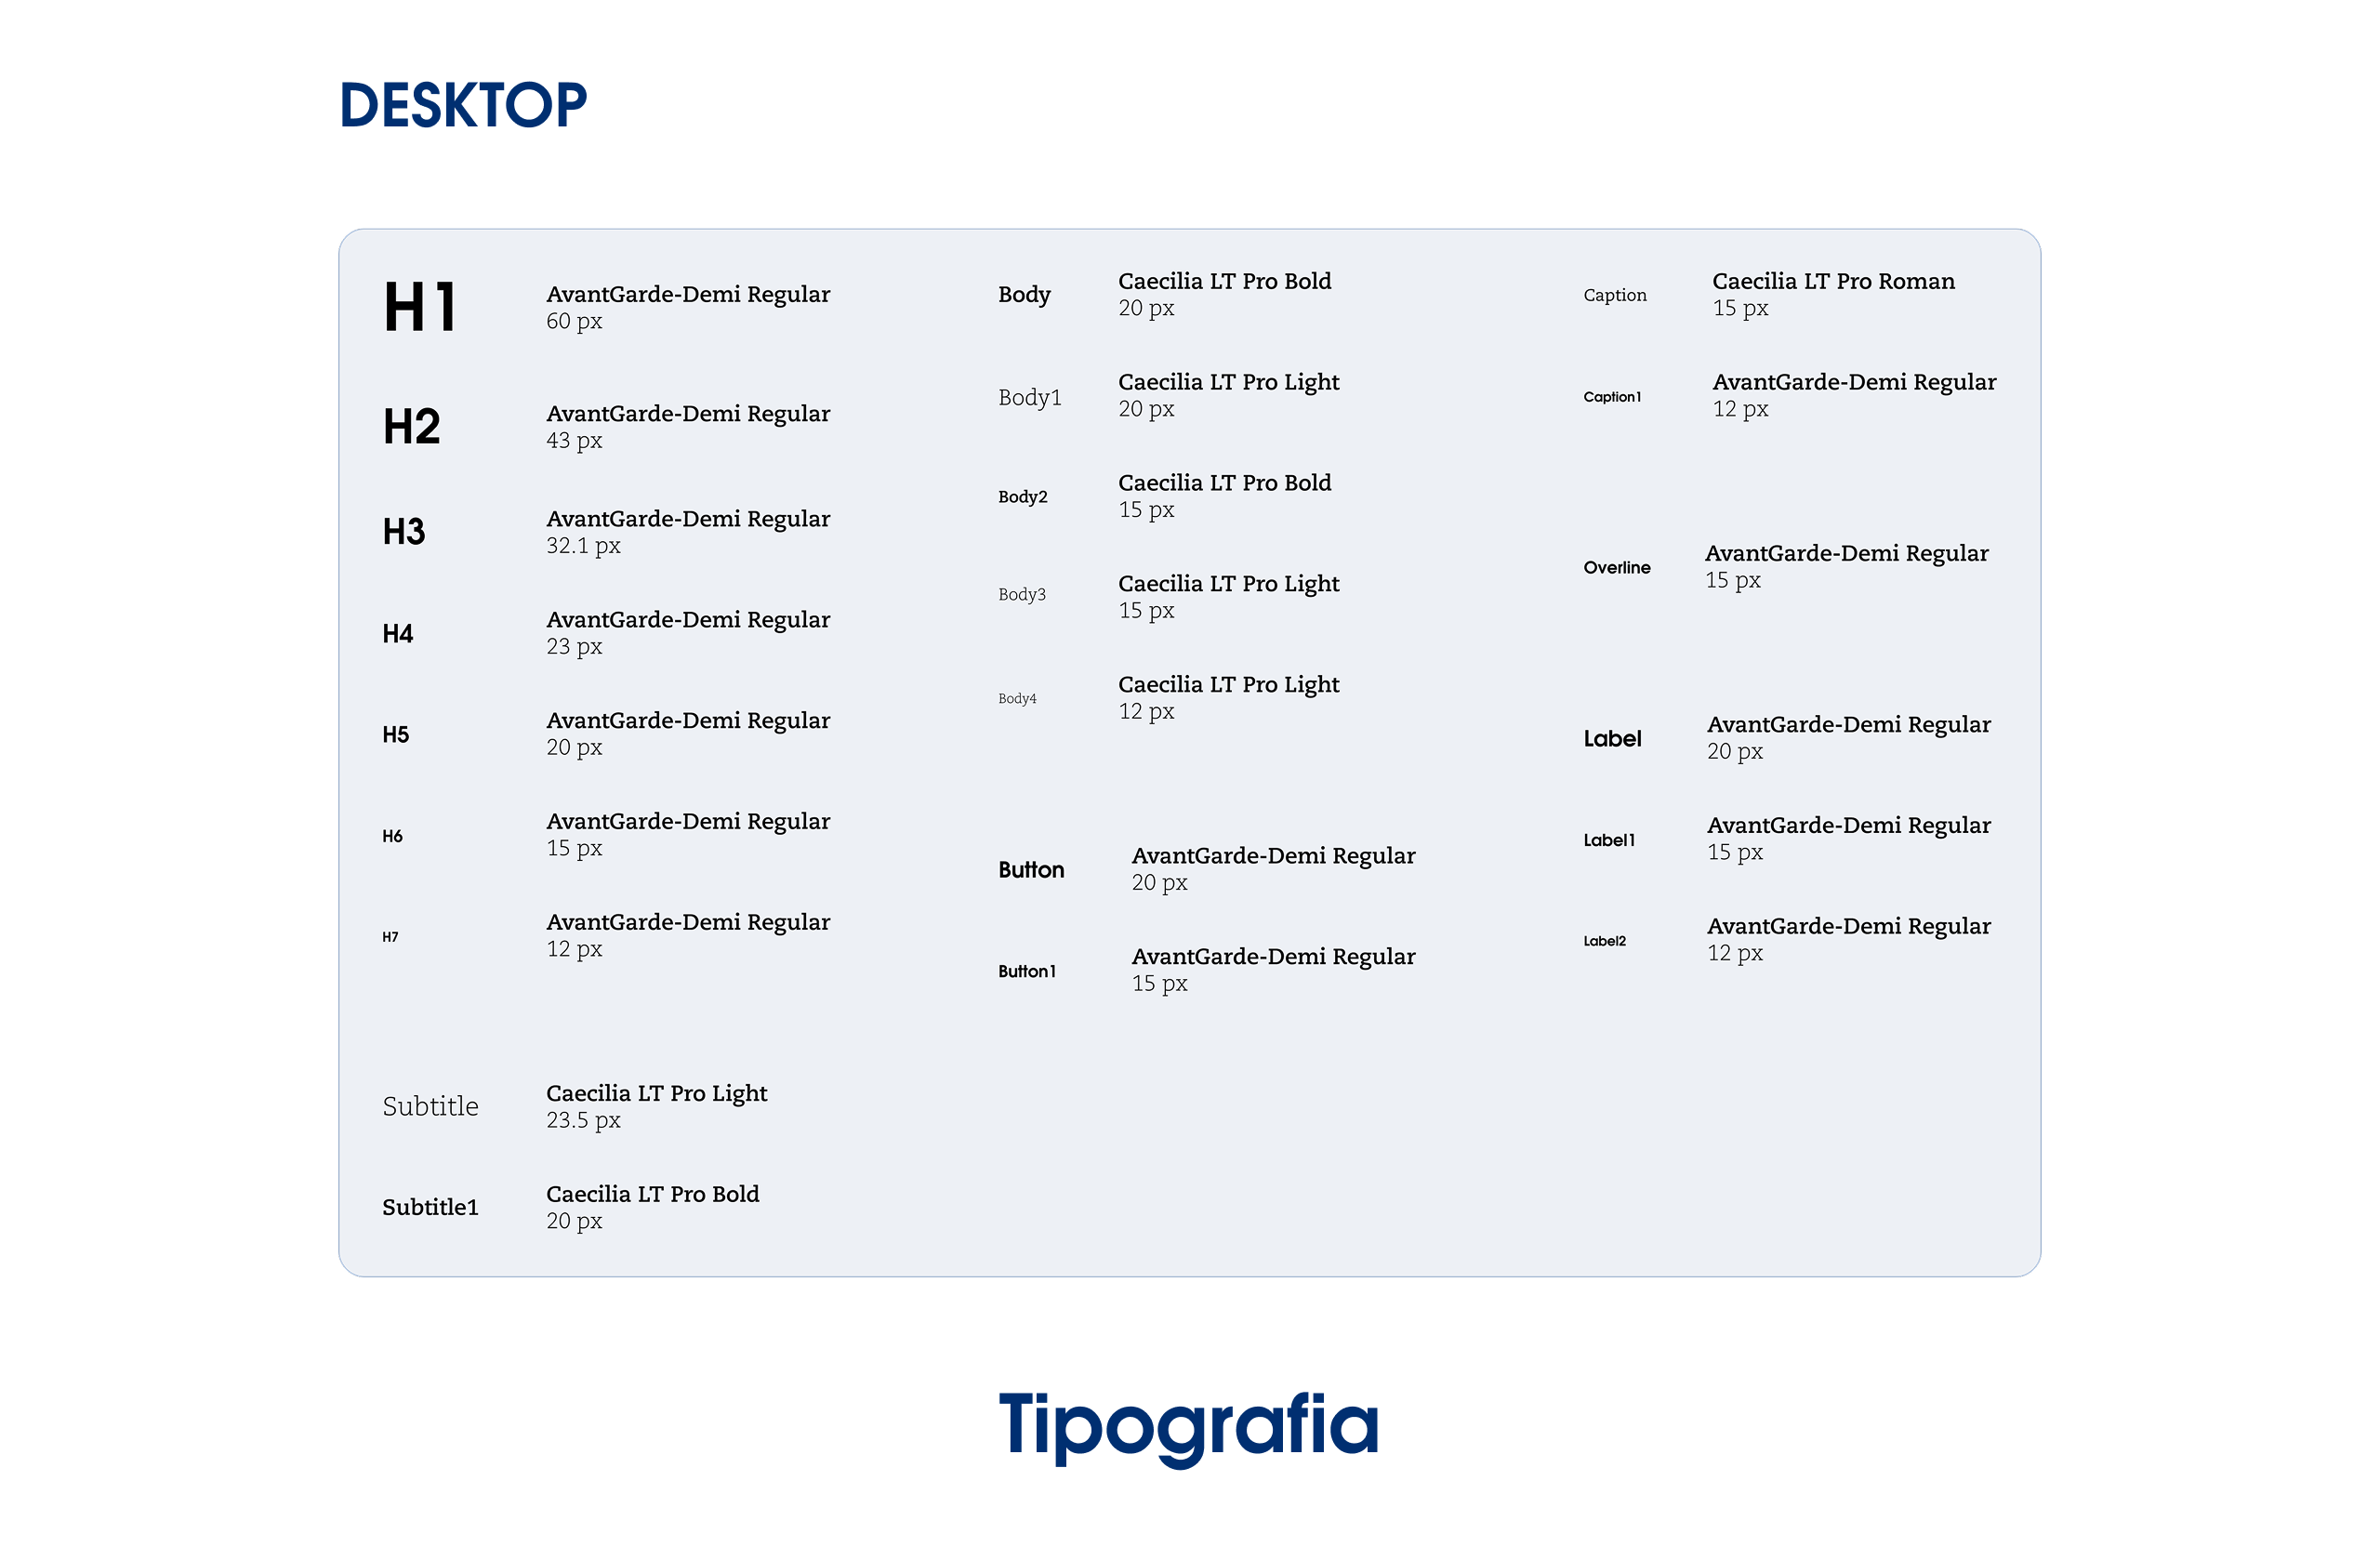 DESKTOP
H1
AvantGarde-Demi Regular
60 px
H2
AvantGarde-Demi Regular
43 px
H3
AvantGarde-Demi Regular
32.1 px
H4
AvantGarde-Demi Regular
23 px
H5
AvantGarde-Demi Regular
20 px
H6
AvantGarde-Demi Regular
15 px
H7
AvantGarde-Demi Regular
12 px
Subtitle
Caecilia LT Pro Light
23.5 px
Subtitle1
Caecilia LT Pro Bold
20 px
Body
Caecilia LT Pro Bold
20 px
Body1
Caecilia LT Pro Light
20 px
Body2
Caecilia LT Pro Bold
15 px
Body3
Caecilia LT Pro Light
15 px
Body4
Caecilia LT Pro Light
12 px
Button
AvantGarde-Demi Regular
20 px
Button1
AvantGarde-Demi Regular
15 px
Caption
Caecilia LT Pro Roman
15 px
Caption1
AvantGarde-Demi Regular
12 px
Overline
AvantGarde-Demi Regular
15 px
Label
AvantGarde-Demi Regular
20 px
Label1
AvantGarde-Demi Regular
15 px
Label2
AvantGarde-Demi Regular
12 px
Tipografia